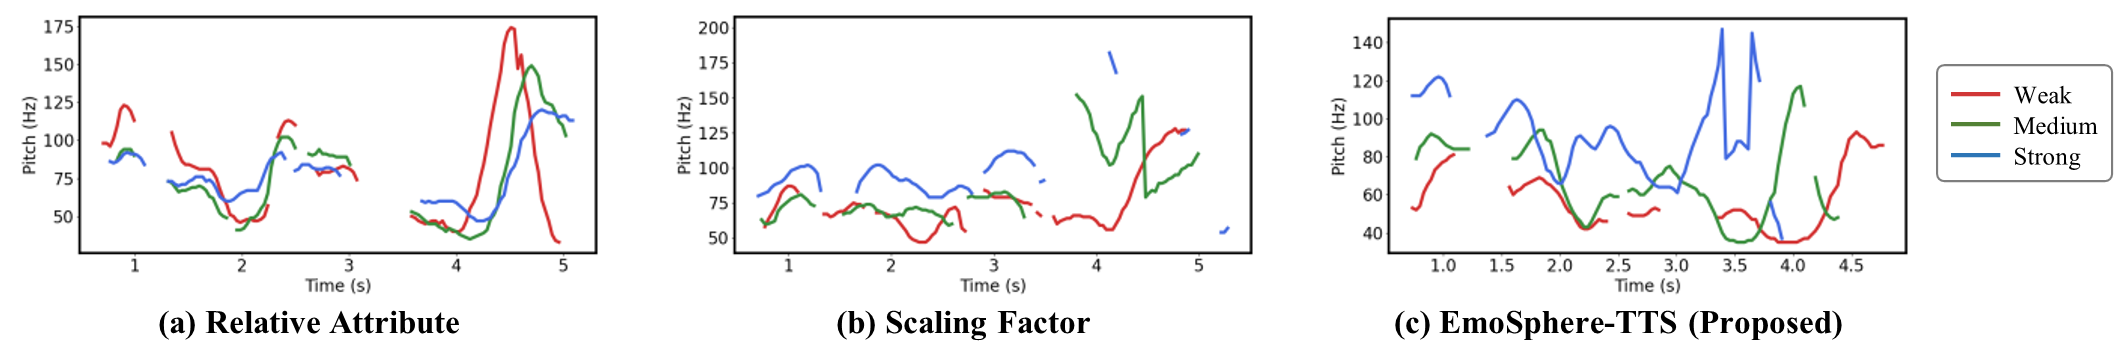 175
150
125
100
75
50
Pitch (Hz)
1 2 3 4 5
Time (s)
(a) Relative Attribute
200
175
150
125
100
75
50
Pitch (Hz)
1 2 3 4 5
Time (s)
(b) Scaling Factor
140
120
100
80
60
40
Pitch (Hz)
1.0 1.5 2.0 2.5 3.0 3.5 4.0 4.5
Time (s)
(c) EmoSphere-TTS (Proposed)
Weak
Medium
Strong